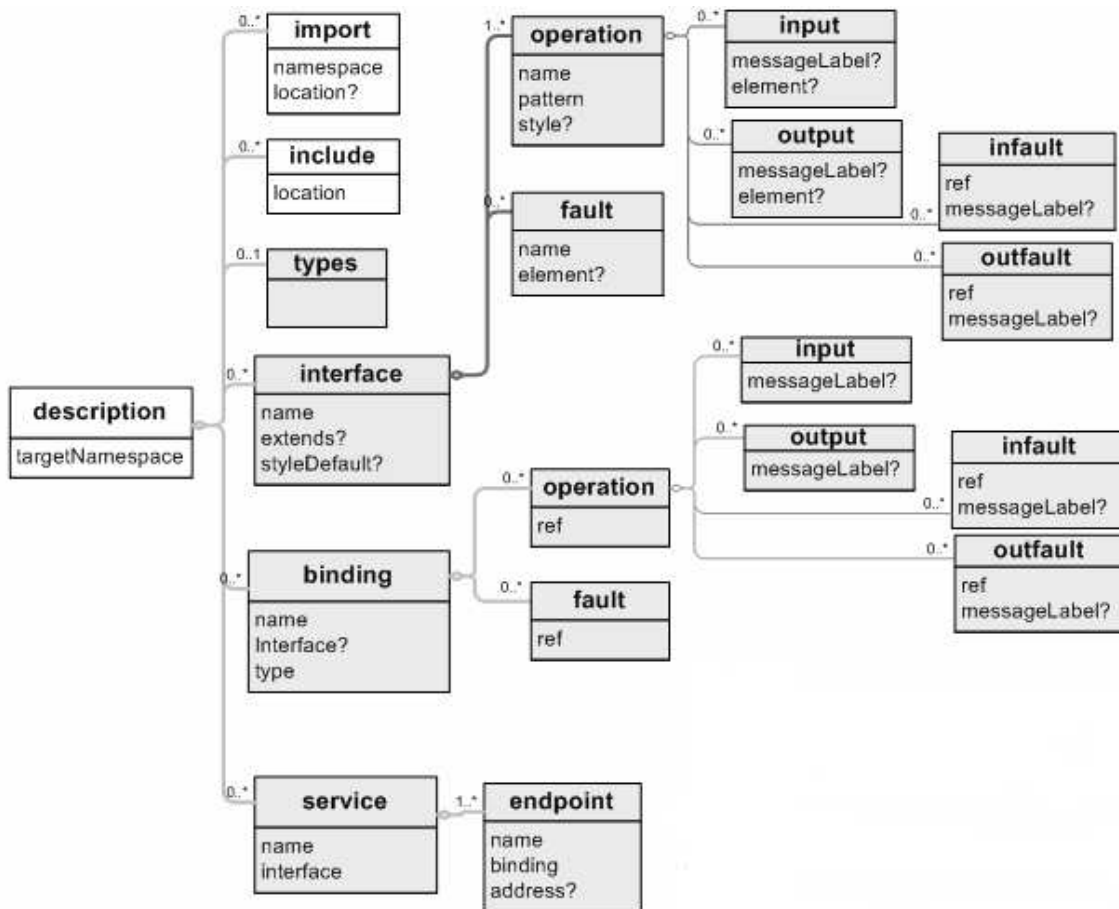 0..*
import
namespace
location?
0..*
include
location
0..1
types
0..*
interface
name
extends?
styleDefault?
description
targetNamespace
0..*
binding
name
Interface?
type
0..*
service
name
interface
1..*
endpoint
name
binding
address?
1..*
operation
name
pattern
style?
0..*
fault
name
element?
0..*
input
messageLabel?
element?
0..*
output
messageLabel?
element?
0..*
infault
ref
messageLabel?
0..*
outfault
ref
messageLabel?
0..*
operation
ref
0..*
fault
ref
0..*
input
messageLabel?
0..*
output
messageLabel?
0..*
infault
ref
messageLabel?
0..*
outfault
ref
messageLabel?